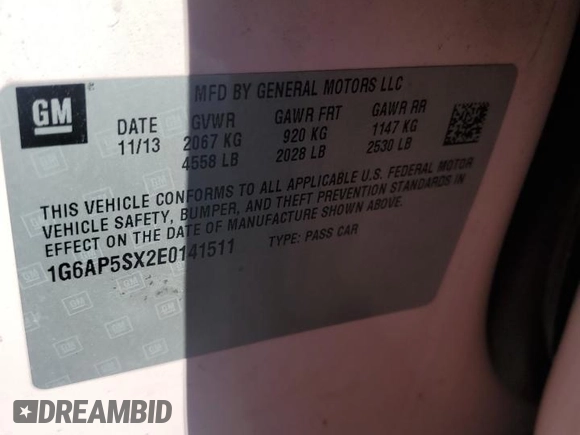 GM
MFD BY GENERAL MOTORS LLC
DATE GVWR GAWR FRT GAWR RR
11/13 2067 KG 920 KG 1147 KG
4558 LB 2028 LB 2530 LB
THIS VEHICLE CONFORMS TO ALL APPLICABLE U.S. FEDERAL MOTOR
VEHICLE SAFETY, BUMPER, AND THEFT PREVENTION STANDARDS IN
EFFECT ON THE DATE OF MANUFACTURE SHOWN ABOVE.
1G6AP5SX2E0141511 TYPE: PASS CAR
DREAMBID